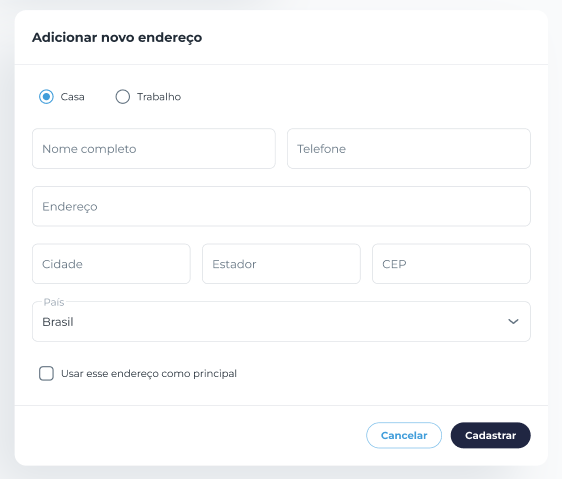 Adicionar novo endereço
Casa Trabalho
Nome completo Telefone
Endereço
Cidade Estador CEP
País
Brasil
Usar esse endereço como principal
Cancelar Cadastrar